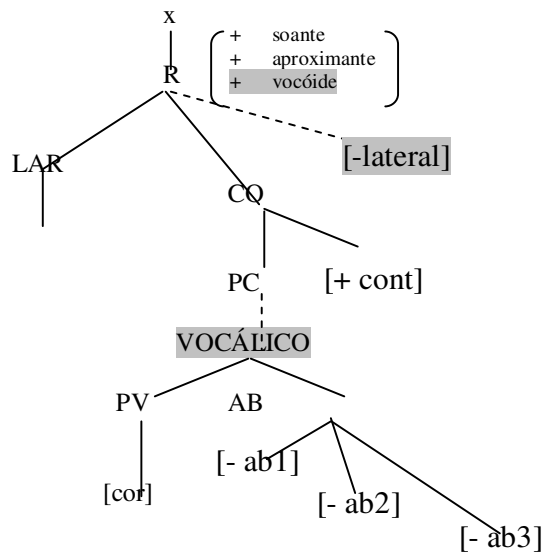 x
+ soante
+ aproximante
R
+ vocóide
[-lateral]
LAR
CO
PC
[+ cont]
VOCÁLICO
PV AB
[- ab1]
[cor]
[- ab2]
[- ab3]